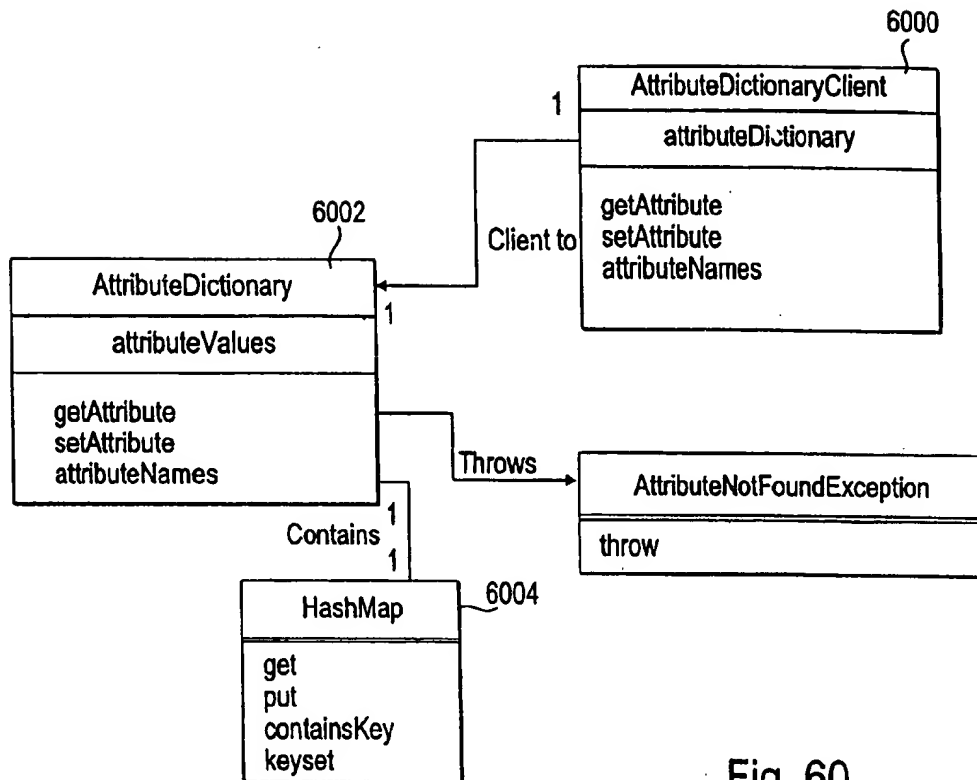 6000
AttributeDictionaryClient
1
attributeDictionary
getAttribute
setAttribute
attributeNames
Client to
6002
AttributeDictionary
1
attributeValues
getAttribute
setAttribute
attributeNames
Throws
AttributeNotFoundException
throw
1
Contains
1
6004
HashMap
get
put
containsKey
keyset
Fig. 60